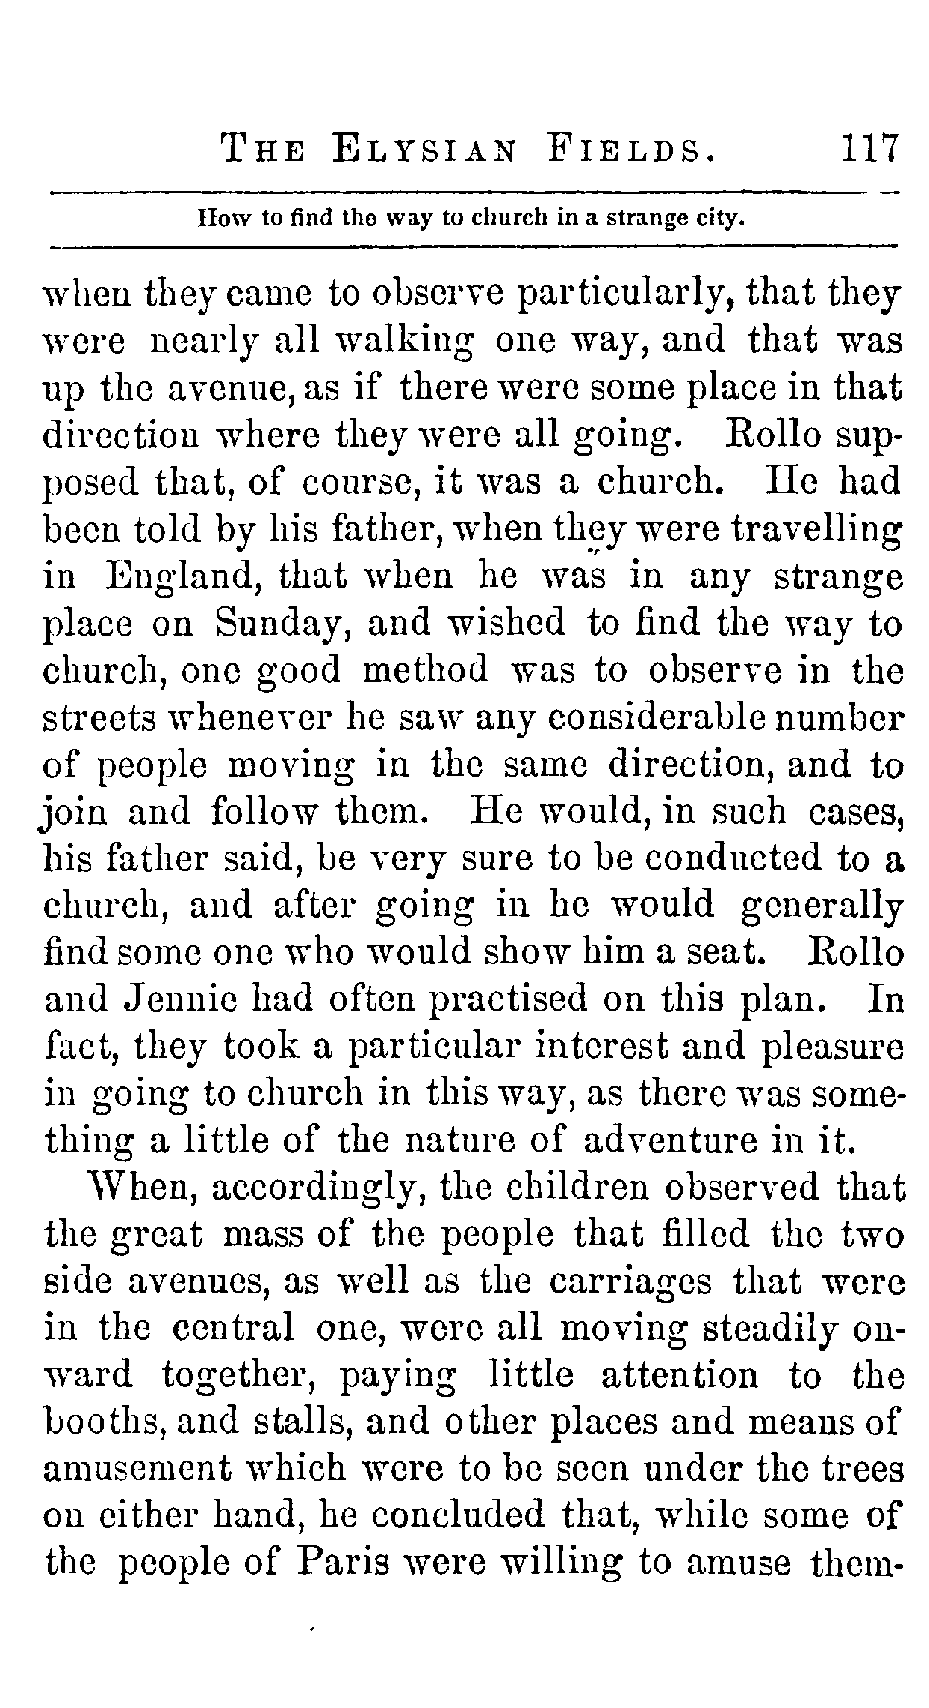 THE ELYSIAN FIELDS. 117
How to find the way to church in a strange city.
when they came to observe particularly, that they
were nearly all walking one way, and that was
up the avenue, as if there were some place in that
direction where they were all going. Rollo sup-
posed that, of course, it was a church. He had
been told by his father, when they were travelling
in England, that when he was in any strange
place on Sunday, and wished to find the way to
church, one good method was to observe in the
streets whenever he saw any considerable number
of people moving in the same direction, and to
join and follow them. He would, in such cases,
his father said, be very sure to be conducted to a
church, and after going in he would generally
find some one who would show him a seat. Rollo
and Jennie had often practised on this plan. In
fact, they took a particular interest and pleasure
in going to church in this way, as there was some-
thing a little of the nature of adventure in it.
When, accordingly, the children observed that
the great mass of the people that filled the two
side avenues, as well as the carriages that were
in the central one, were all moving steadily on-
ward together, paying little attention to the
booths, and stalls, and other places and means of
amusement which were to be seen under the trees
on either hand, he concluded that, while some of
the people of Paris were willing to amuse them-